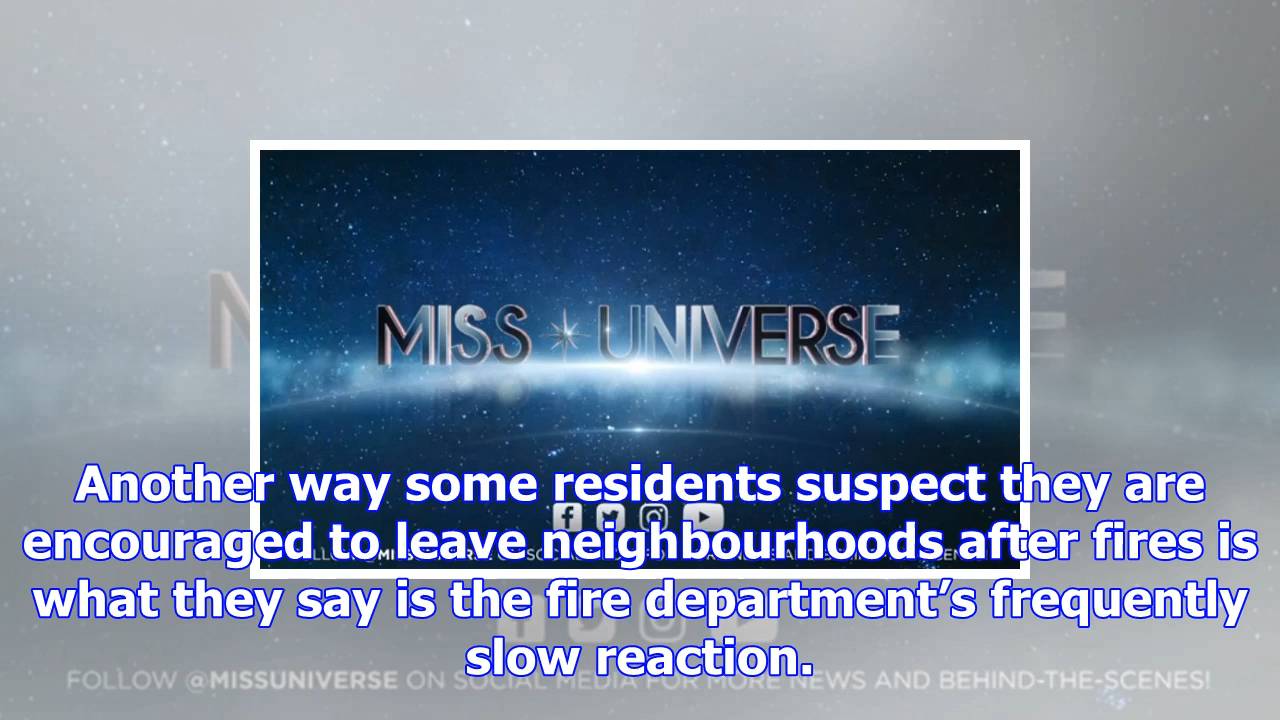 MISS UNIVERSE
Another way some residents suspect they are
encouraged to leave neighbourhoods after fires is
what they say is the fire department’s frequently
slow reaction.
FOLLOW @MISSUNIVERSE ON SOCIAL MEDIA FOR MORE NEWS AND BEHIND-THE-SCENES!